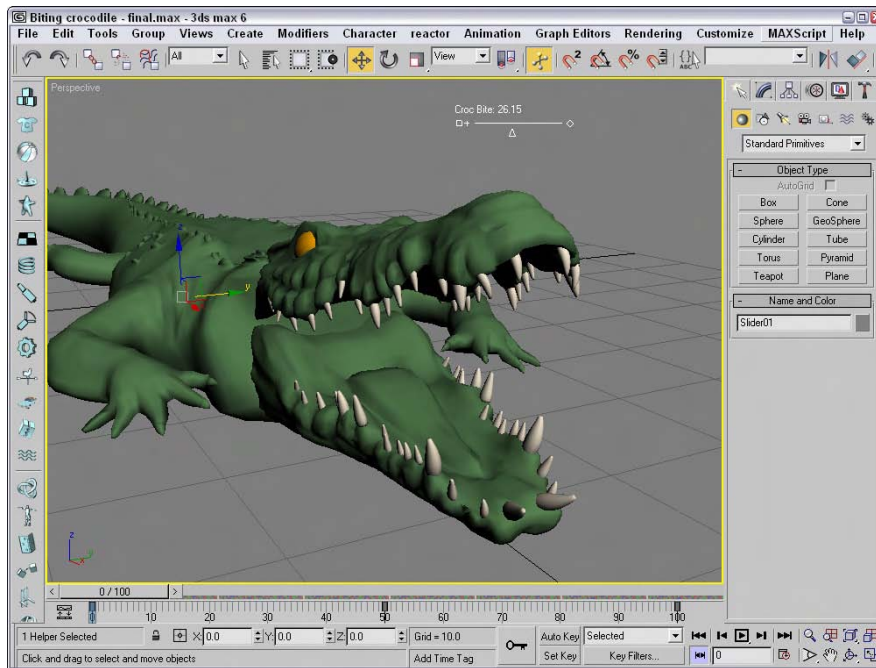 Biting crocodile - final.max - 3ds max 6
File Edit Tools Group Views Create Modifiers Character reactor Animation Graph Editors Rendering Customize MAXScript Help
All
View
ABC
Perspective
Croc Bite: 26.15
Standard Primitives
- Object Type
AutoGrid
Box Cone
Sphere GeoSphere
Cylinder Tube
Torus Pyramid
Teapot Plane
- Name and Color
Slider01
z
y
z
x
0 / 100
0 10 20 30 40 50 60 70 80 90 100
1 Helper Selected X: 0.0 Y: 0.0 Z: 0.0 Grid = 10.0 Auto Key Selected
Click and drag to select and move objects Add Time Tag Set Key Key Filters... 0